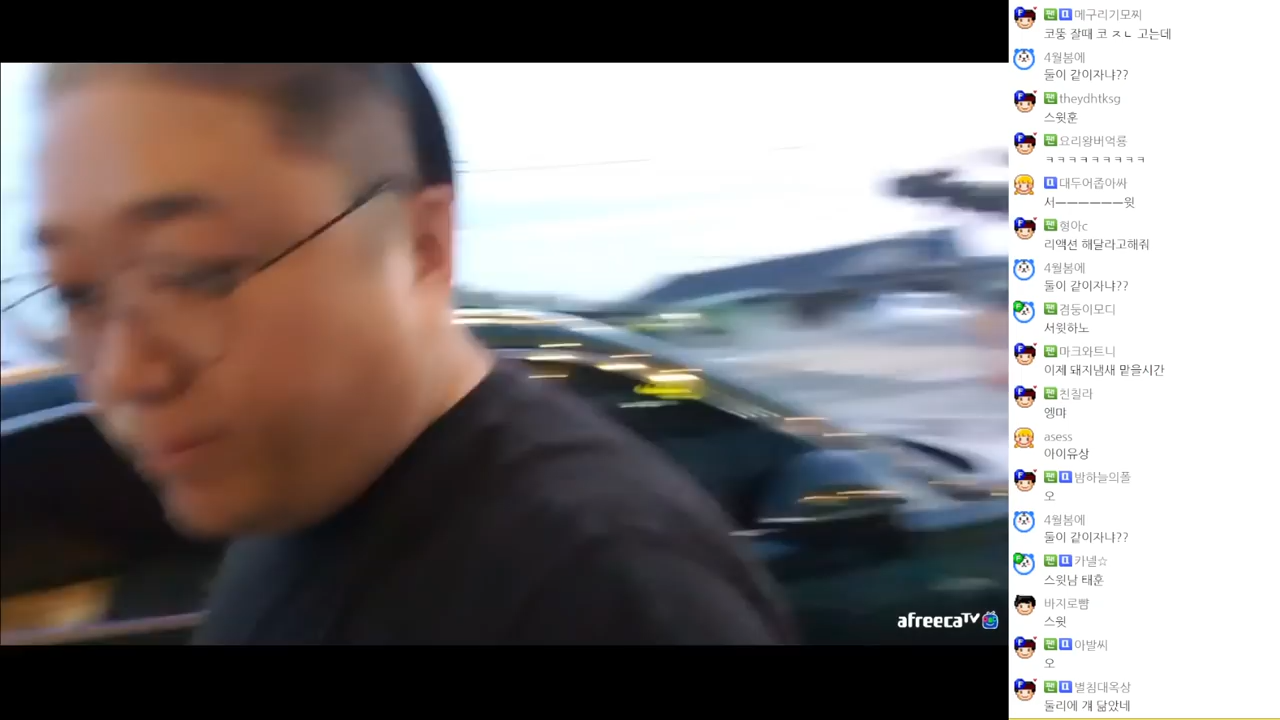 메구리기모찌
코뚱 잘때 코 ㅈㄴ 고는데
4월봄에
둘이 같이자냐??
theydhtksg
스윗훈
요리왕버억룡
ㅋㅋㅋㅋㅋㅋㅋㅋㅋ
대두어좁아싸
서ㅡㅡㅡㅡㅡㅡ윗
형아c
리액션 해달라고해줘
4월봄에
둘이 같이자냐??
겸둥이모디
서윗하노
마크와트니
이제 돼지냄새 맡을시간
친칠라
엥먀
asess
아이유상
밤하늘의폴
오
4월봄에
둘이 같이자냐??
카넬☆
스윗남 태훈
바지로뺨
스윗
아발씨
오
별침대옥상
둘리에 걔 닮았네
afreecaTV